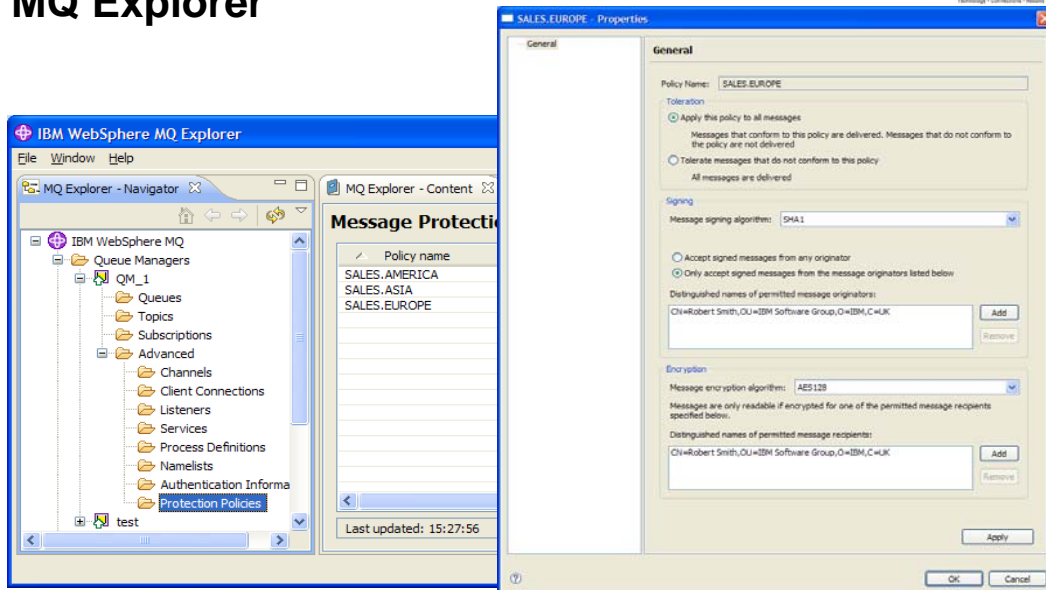 MQ Explorer
IBM WebSphere MQ Explorer
File Window Help
MQ Explorer - Navigator
IBM WebSphere MQ
Queue Managers
QM_1
Queues
Topics
Subscriptions
Advanced
Channels
Client Connections
Listeners
Services
Process Definitions
Namelists
Authentication Informa
Protection Policies
test
MQ Explorer - Content
Message Protectio
Policy name
SALES.AMERICA
SALES.ASIA
SALES.EUROPE
Last updated: 15:27:56
SALES.EUROPE - Properties
General
General
Policy Name: SALES.EUROPE
Toleration
Apply this policy to all messages
Messages that conform to this policy are delivered. Messages that do not conform to
the policy are not delivered
Tolerate messages that do not conform to this policy
All messages are delivered
Signing
Message signing algorithm: SHA1
Accept signed messages from any originator
Only accept signed messages from the message originators listed below
Distinguished names of permitted message originators:
CN=Robert Smith,OU=IBM Software Group,O=IBM,C=UK
Add
Remove
Encryption
Message encryption algorithm: AES128
Messages are only readable if encrypted for one of the permitted message recipients
specified below.
Distinguished names of permitted message recipients:
CN=Robert Smith,OU=IBM Software Group,O=IBM,C=UK
Add
Remove
Apply
OK Cancel